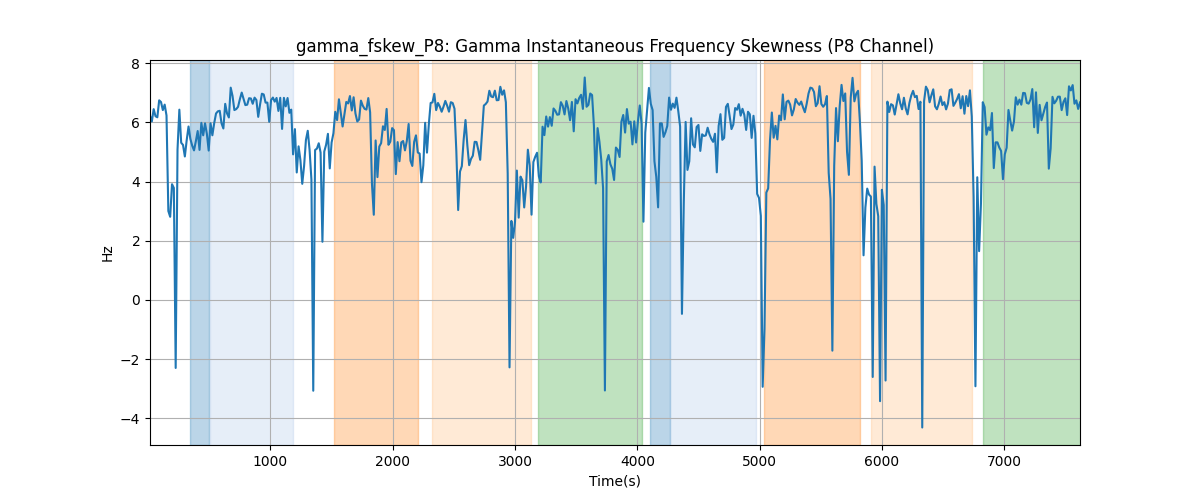 gamma_fskew_P8: Gamma Instantaneous Frequency Skewness (P8 Channel)
8
6
4
2
0
−2
−4
Hz
1000 2000 3000 4000 5000 6000 7000
Time(s)